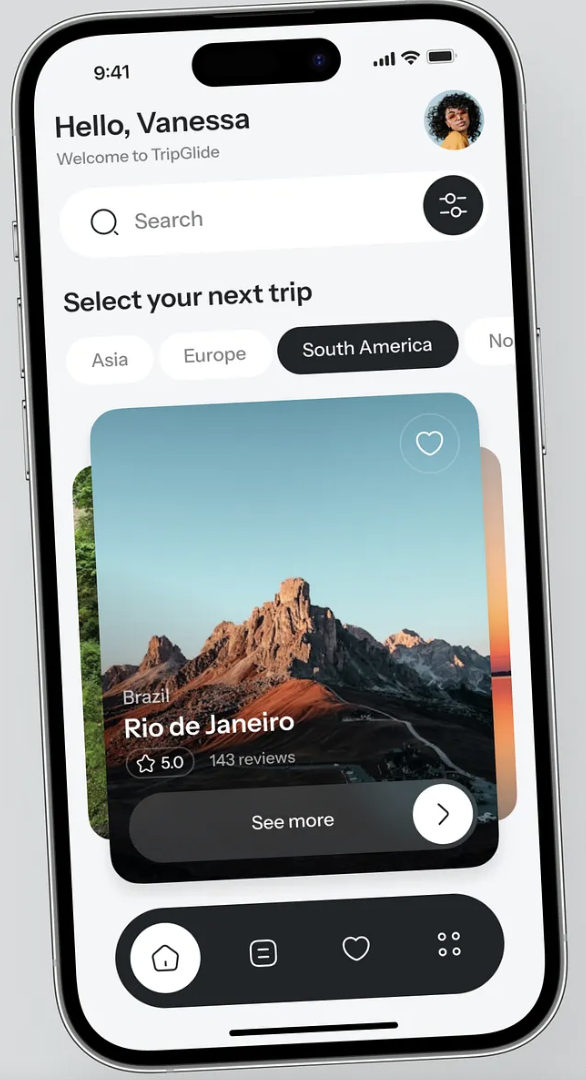 9:41
Hello, Vanessa
Welcome to TripGlide
Search
Select your next trip
Asia
Europe
South America
No
Brazil
Rio de Janeiro
5.0
143 reviews
See more